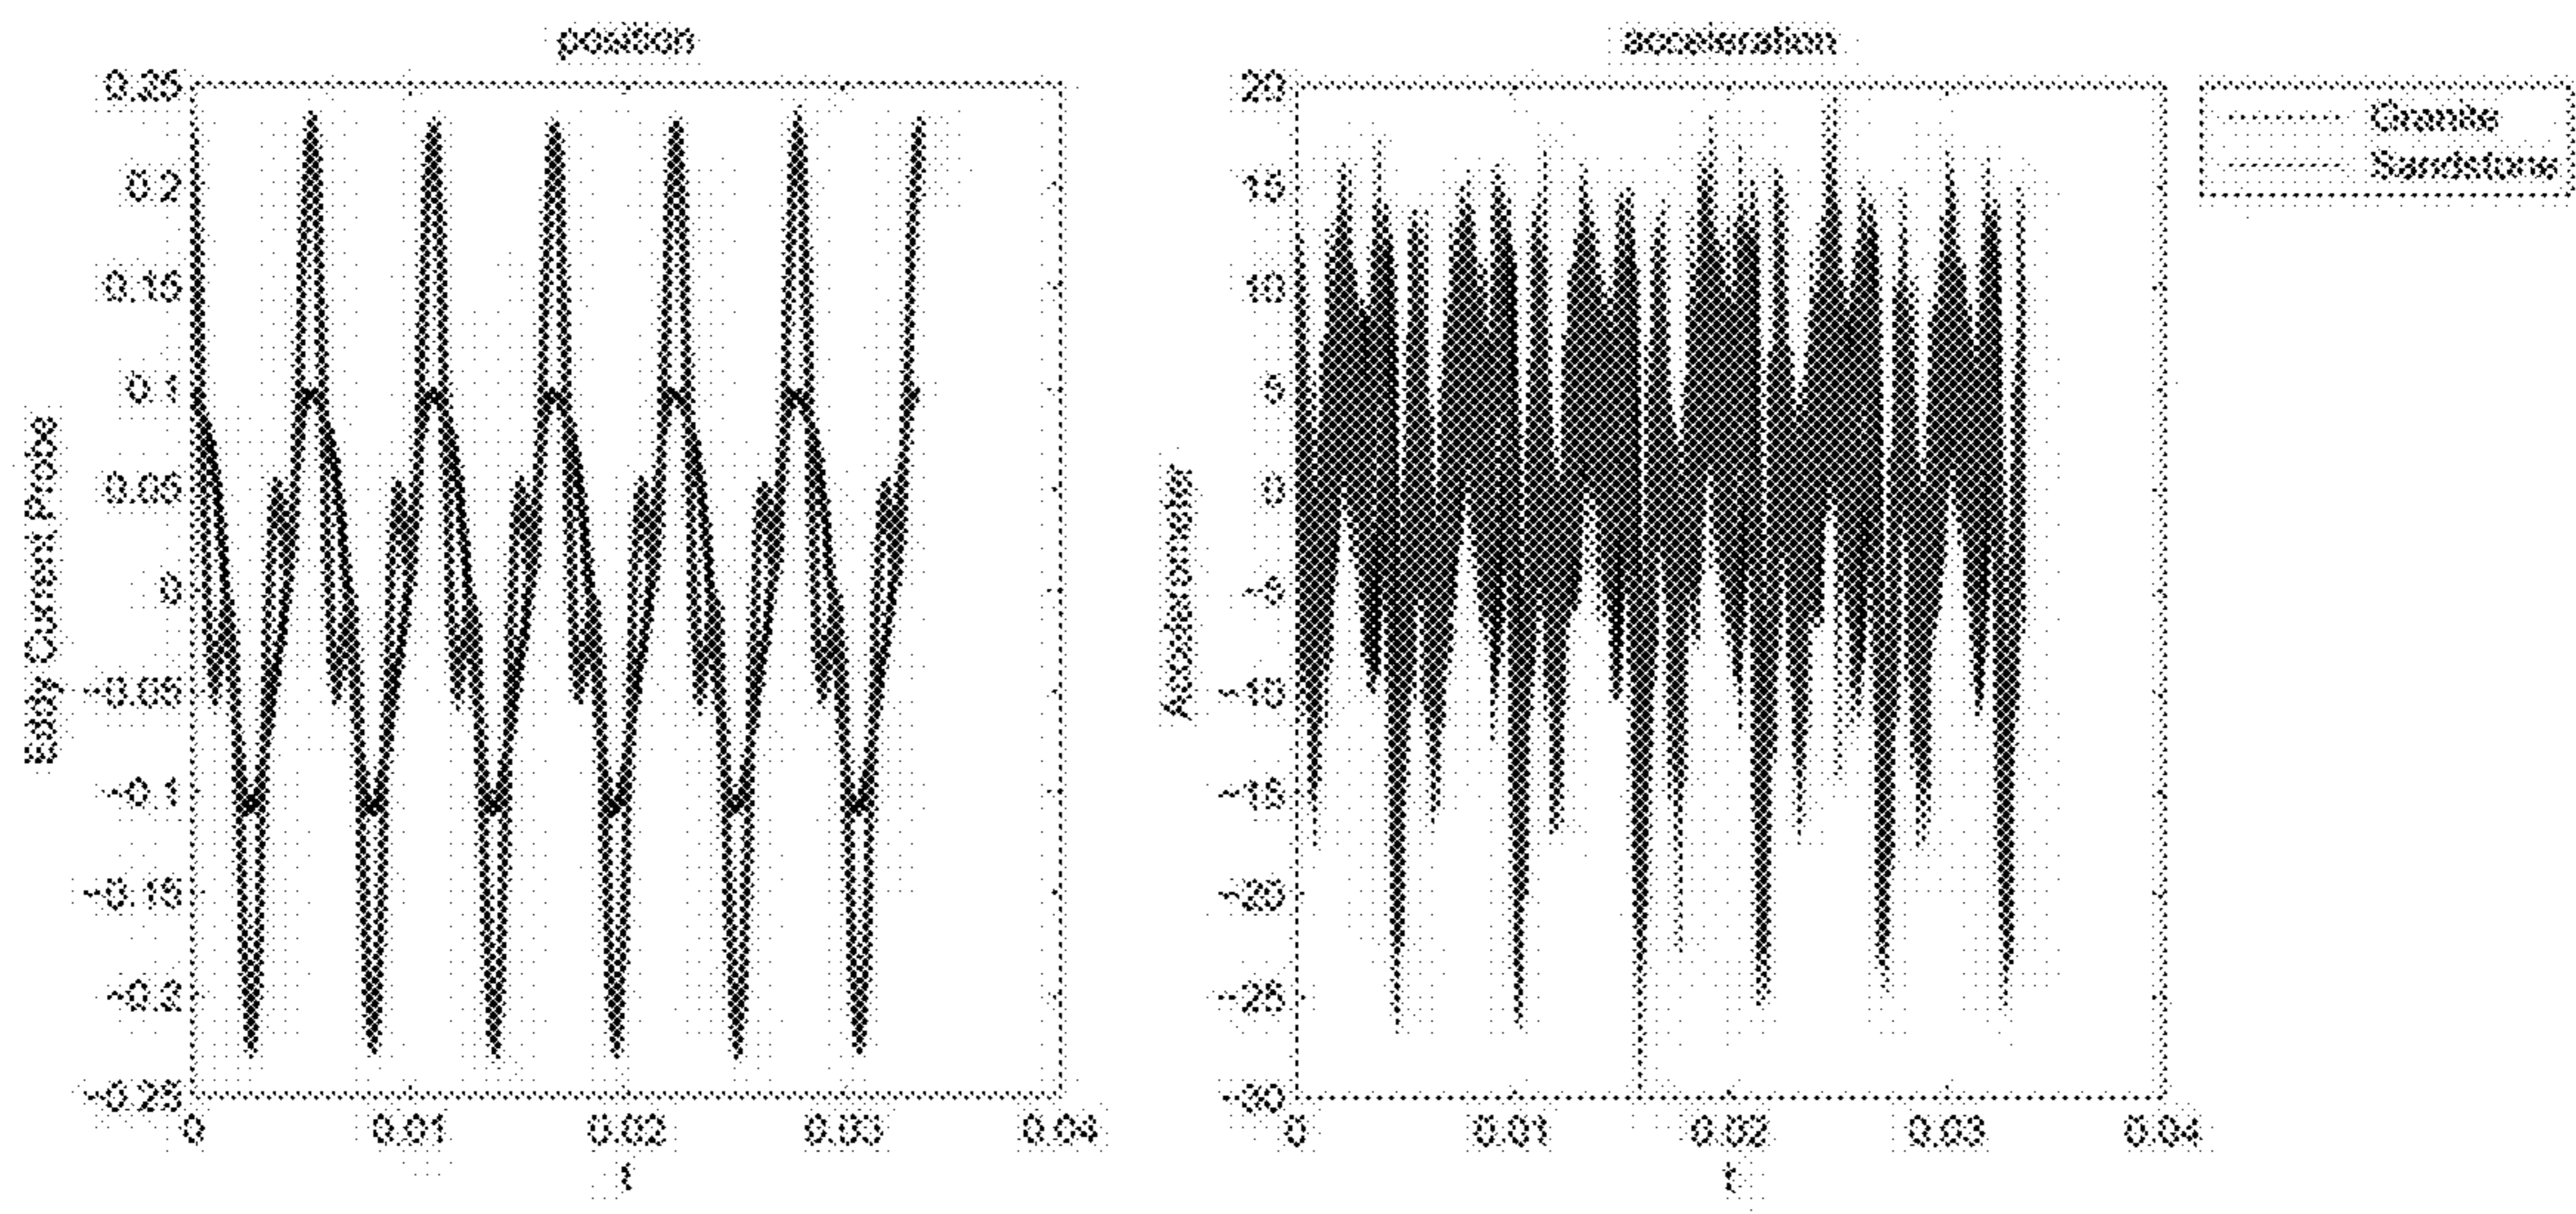 position
0.25
0.2
0.15
0.1
0.05
0
-0.05
-0.1
-0.15
-0.2
-0.25
Eddy Current Probe
0 0.01 0.02 0.03 0.04
t
acceleration
20
15
10
5
0
-5
-10
-15
-20
-25
-30
Accelerometer
0 0.01 0.02 0.03 0.04
t
Granite
Sandstone